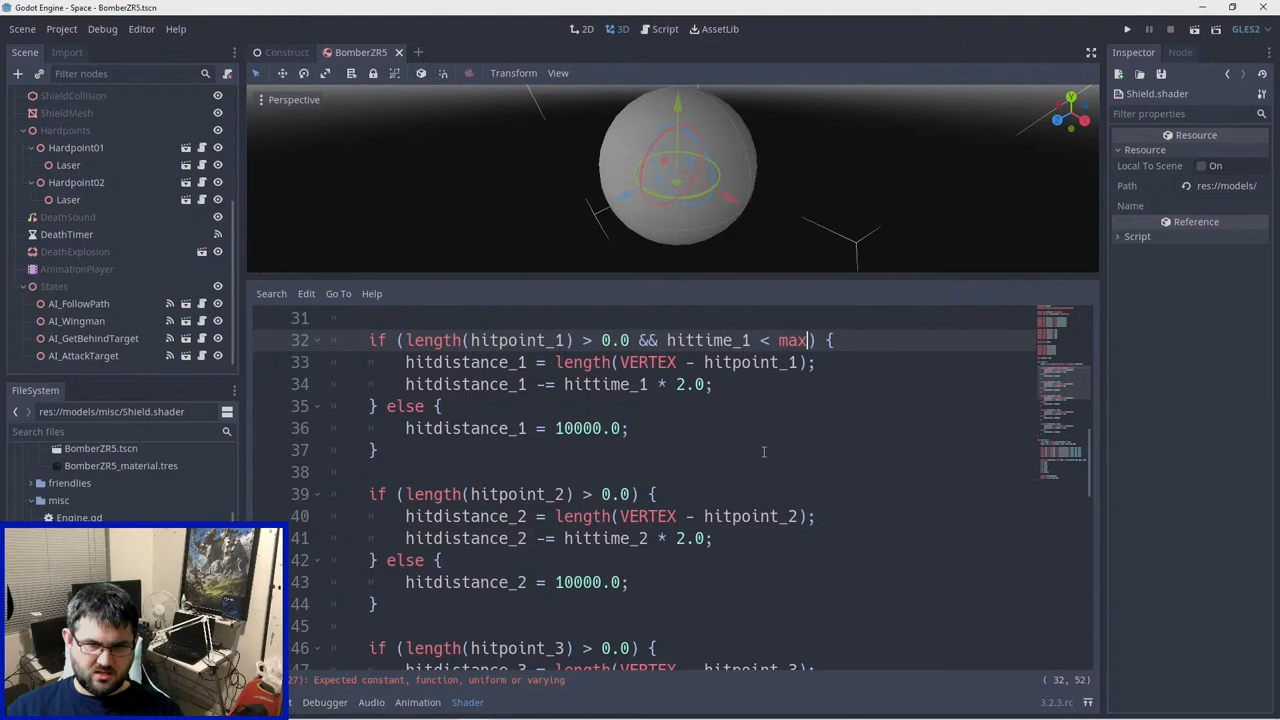 Godot Engine - Space - BomberZR5.tscn
Scene Project Debug Editor Help
2D 3D Script AssetLib
GLES2
Scene Import
Construct BomberZR5
Inspector Node
Filter nodes
Transform View
Perspective
Shield.shader
Filter properties
Resource
Resource
Local To Scene On
Path res://models/
Name
Reference
Script
ShieldCollision
ShieldMesh
Hardpoints
Hardpoint01
Laser
Hardpoint02
Laser
DeathSound
DeathTimer
DeathExplosion
AnimationPlayer
States
AI_FollowPath
AI_Wingman
AI_GetBehindTarget
AI_AttackTarget
FileSystem
res://models/misc/Shield.shader
Search files
BomberZR5.tscn
BomberZR5_material.tres
friendlies
misc
Engine.gd
Y
Z
X
Search Edit Go To Help
31
32 if (length(hitpoint_1) > 0.0 && hittime_1 < max) {
33 hitdistance_1 = length(VERTEX - hitpoint_1);
34 hitdistance_1 -= hittime_1 * 2.0;
35 } else {
36 hitdistance_1 = 10000.0;
37 }
38
39 if (length(hitpoint_2) > 0.0) {
40 hitdistance_2 = length(VERTEX - hitpoint_2);
41 hitdistance_2 -= hittime_2 * 2.0;
42 } else {
43 hitdistance_2 = 10000.0;
44 }
45
46 if (length(hitpoint_3) > 0.0) {
47 hitdistance_3 = length(VERTEX - hitpoint_3);
27): Expected constant, function, uniform or varying
( 32, 52)
Debugger Audio Animation Shader
3.2.3.rc